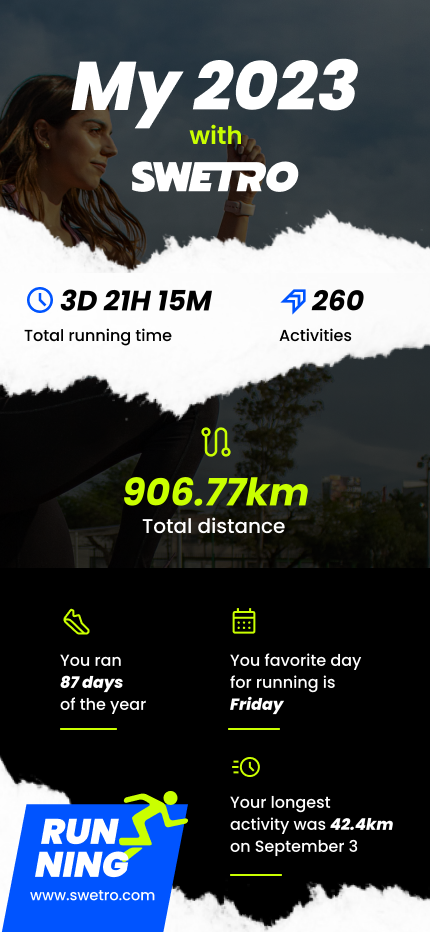 My 2023
with
SWETRO
3D 21H 15M
Total running time
260
Activities
906.77km
Total distance
You ran
87 days
of the year
You favorite day
for running is
Friday
Your longest
activity was 42.4km
on September 3
RUN
NING
www.swetro.com